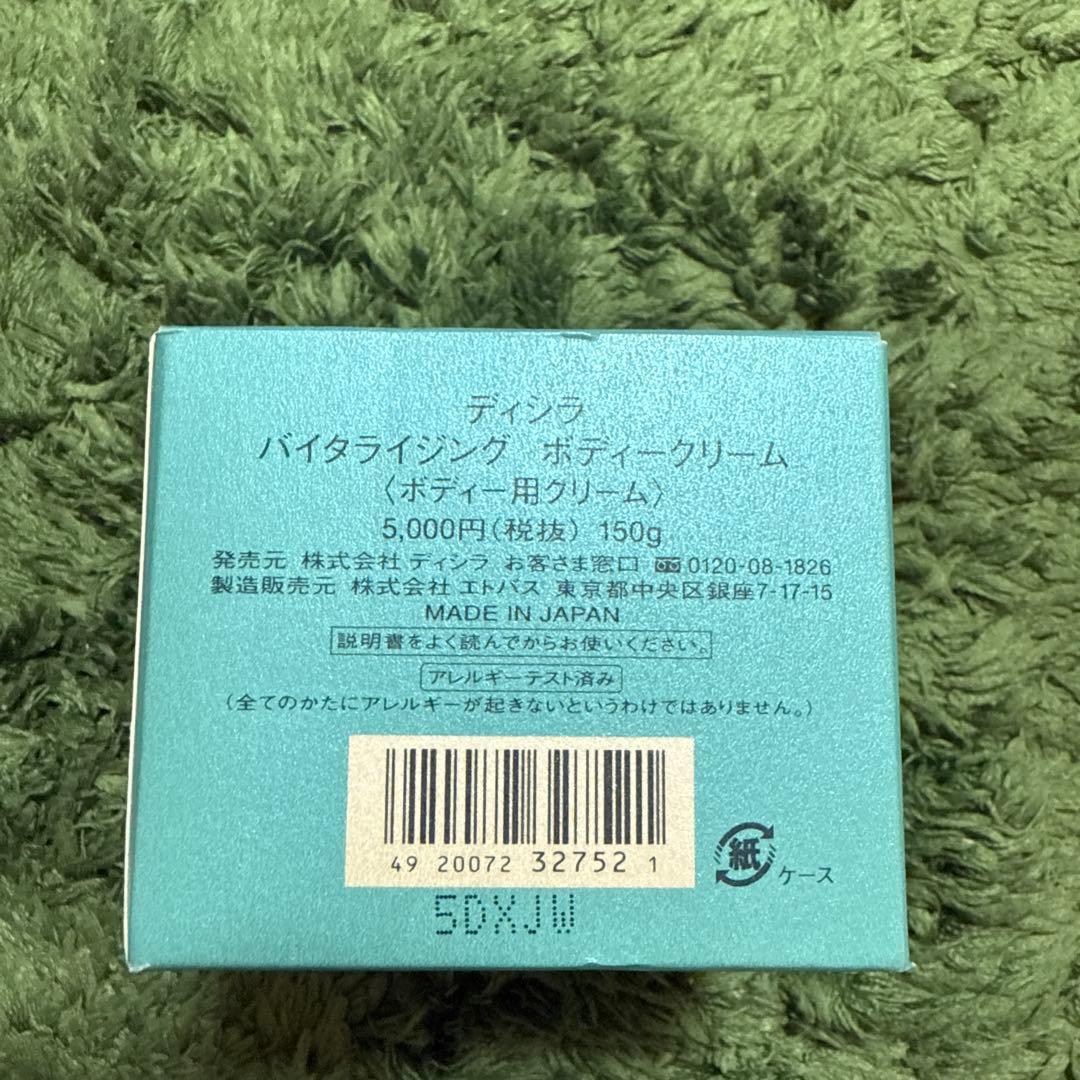 ディシラ
バイタライジング ボディークリーム
〈ボディー用クリーム〉
5,000円(税抜) 150g
発売元 株式会社 ディシラ お客さま窓口 0120-08-1826
製造販売元 株式会社 エトバス 東京都中央区銀座7-17-15
MADE IN JAPAN
説明書をよく読んでからお使いください。
アレルギーテスト済み
(全てのかたにアレルギーが起きないというわけではありません。)
49 20072 32752 1
紙 ケース
5DXJW